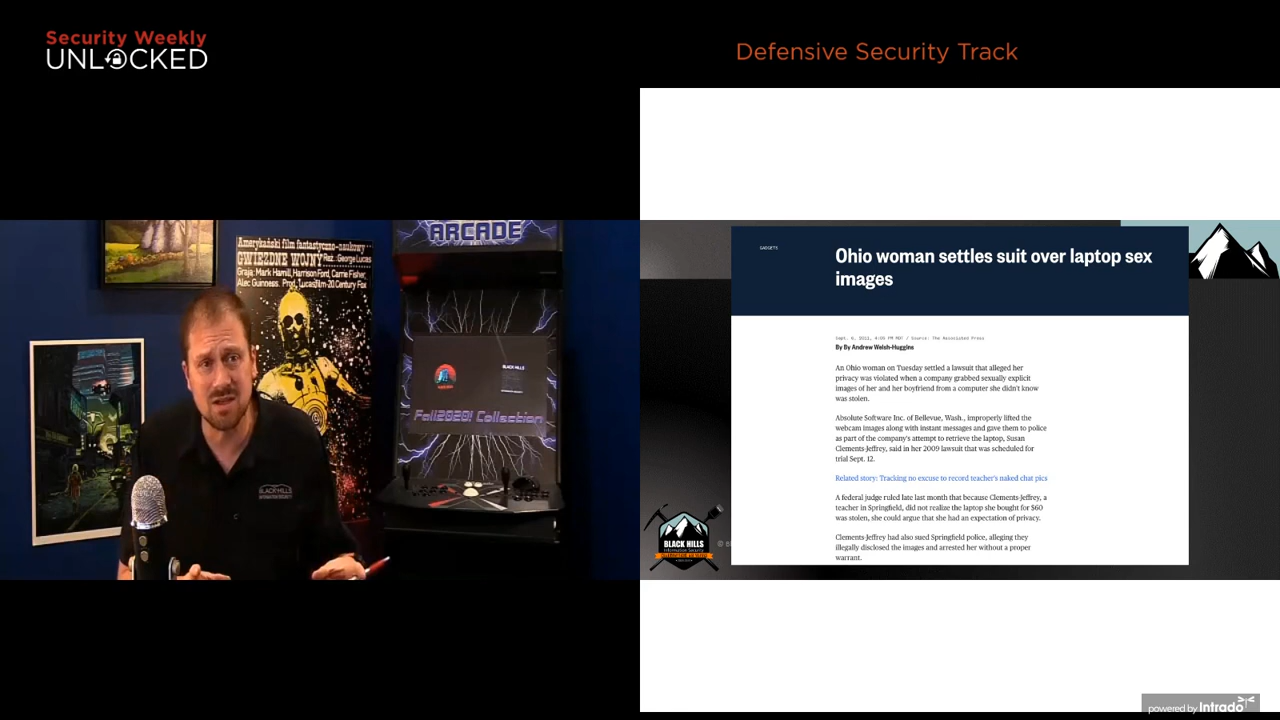 Security Weekly
UNLOCKED
Defensive Security Track
ARCADE
Amerykański film fantastyczno-naukowy
GWIEZDNE WOJNY Reż.:George Lucas
Graja: Mark Hamill, Harrison Ford, Carrie Fisher,
Alec Guinness. Prod. Lucasfilm-20 Century Fox
BLACK HILLS
Fall2020! Collection
BLACK HILLS
GADGETS
Ohio woman settles suit over laptop sex
images
Sept. 6, 2011, 4:09 PM MDT / Source: The Associated Press
By By Andrew Welsh-Huggins
An Ohio woman on Tuesday settled a lawsuit that alleged her
privacy was violated when a company grabbed sexually explicit
images of her and her boyfriend from a computer she didn't know
was stolen.
Absolute Software Inc. of Bellevue, Wash., improperly lifted the
webcam images along with instant messages and gave them to police
as part of the company's attempt to retrieve the laptop, Susan
Clements-Jeffrey, said in her 2009 lawsuit that was scheduled for
trial Sept. 12.
Related story: Tracking no excuse to record teacher's naked chat pics
A federal judge ruled late last month that because Clements-Jeffrey, a
teacher in Springfield, did not realize the laptop she bought for $60
was stolen, she could argue that she had an expectation of privacy.
Clements-Jeffrey had also sued Springfield police, alleging they
illegally disclosed the images and arrested her without a proper
warrant.
BLACK HILLS
Information Security
©
powered by Intrado